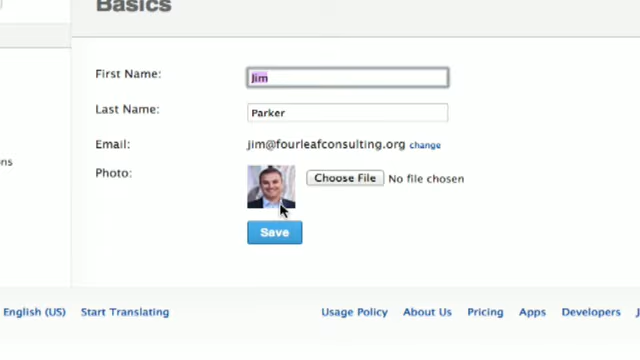 Basics
First Name:
Jim
Last Name:
Parker
Email:
jim@fourleafconsulting.org change
Photo:
Choose File No file chosen
Save
English (US) Start Translating Usage Policy About Us Pricing Apps Developers